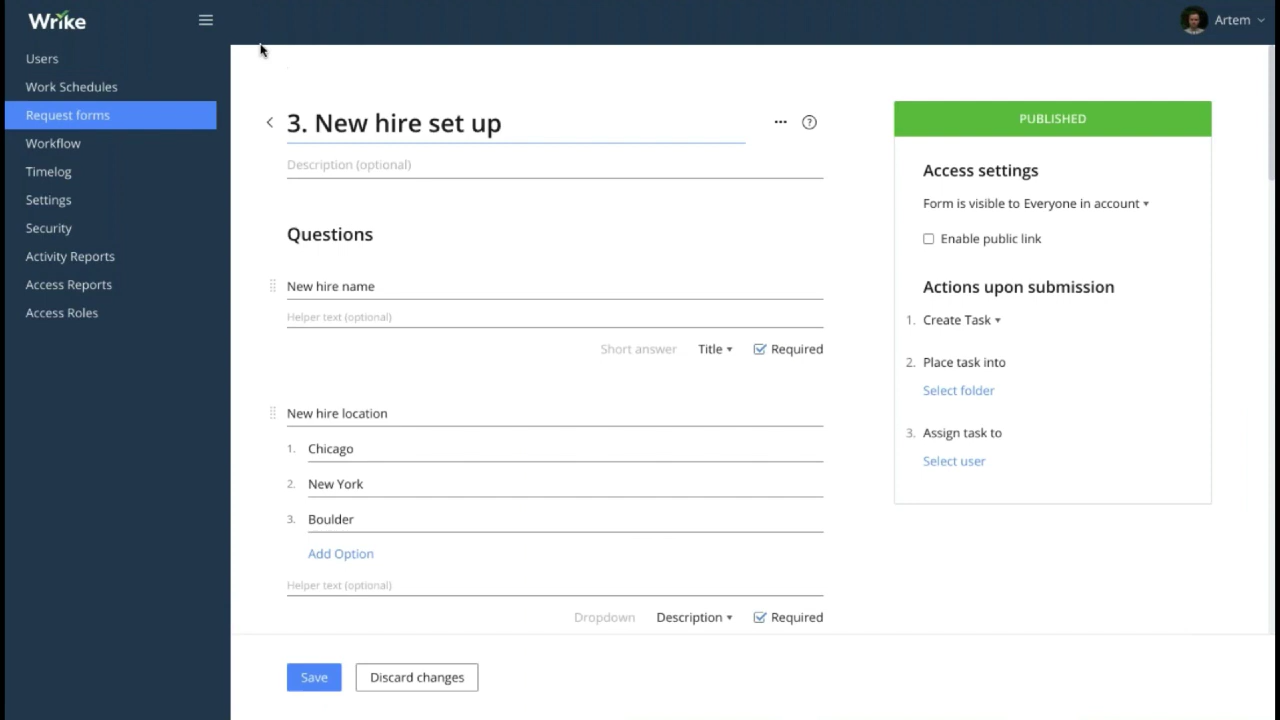 Wrike
Artem
Users
Work Schedules
Request forms
Workflow
Timelog
Settings
Security
Activity Reports
Access Reports
Access Roles
3. New hire set up
Description (optional)
Questions
New hire name
Helper text (optional)
Short answer Title Required
New hire location
1. Chicago
2. New York
3. Boulder
Add Option
Helper text (optional)
Dropdown Description Required
Save Discard changes
PUBLISHED
Access settings
Form is visible to Everyone in account
Enable public link
Actions upon submission
1. Create Task
2. Place task into
Select folder
3. Assign task to
Select user